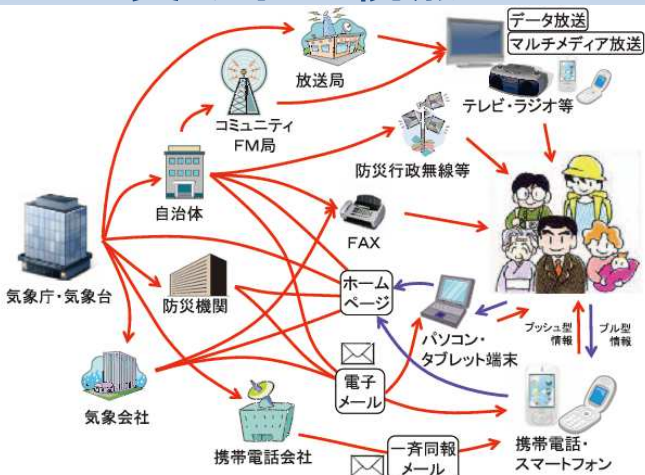 データ放送
マルチメディア放送
放送局
テレビ・ラジオ等
コミュニティ
FM局
防災行政無線等
自治体
FAX
気象庁・気象台
防災機関
ホーム
ページ
パソコン・
タブレット端末
プッシュ型
情報
プル型
情報
電子
メール
気象会社
携帯電話会社
一斉同報
メール
携帯電話・
スマートフォン